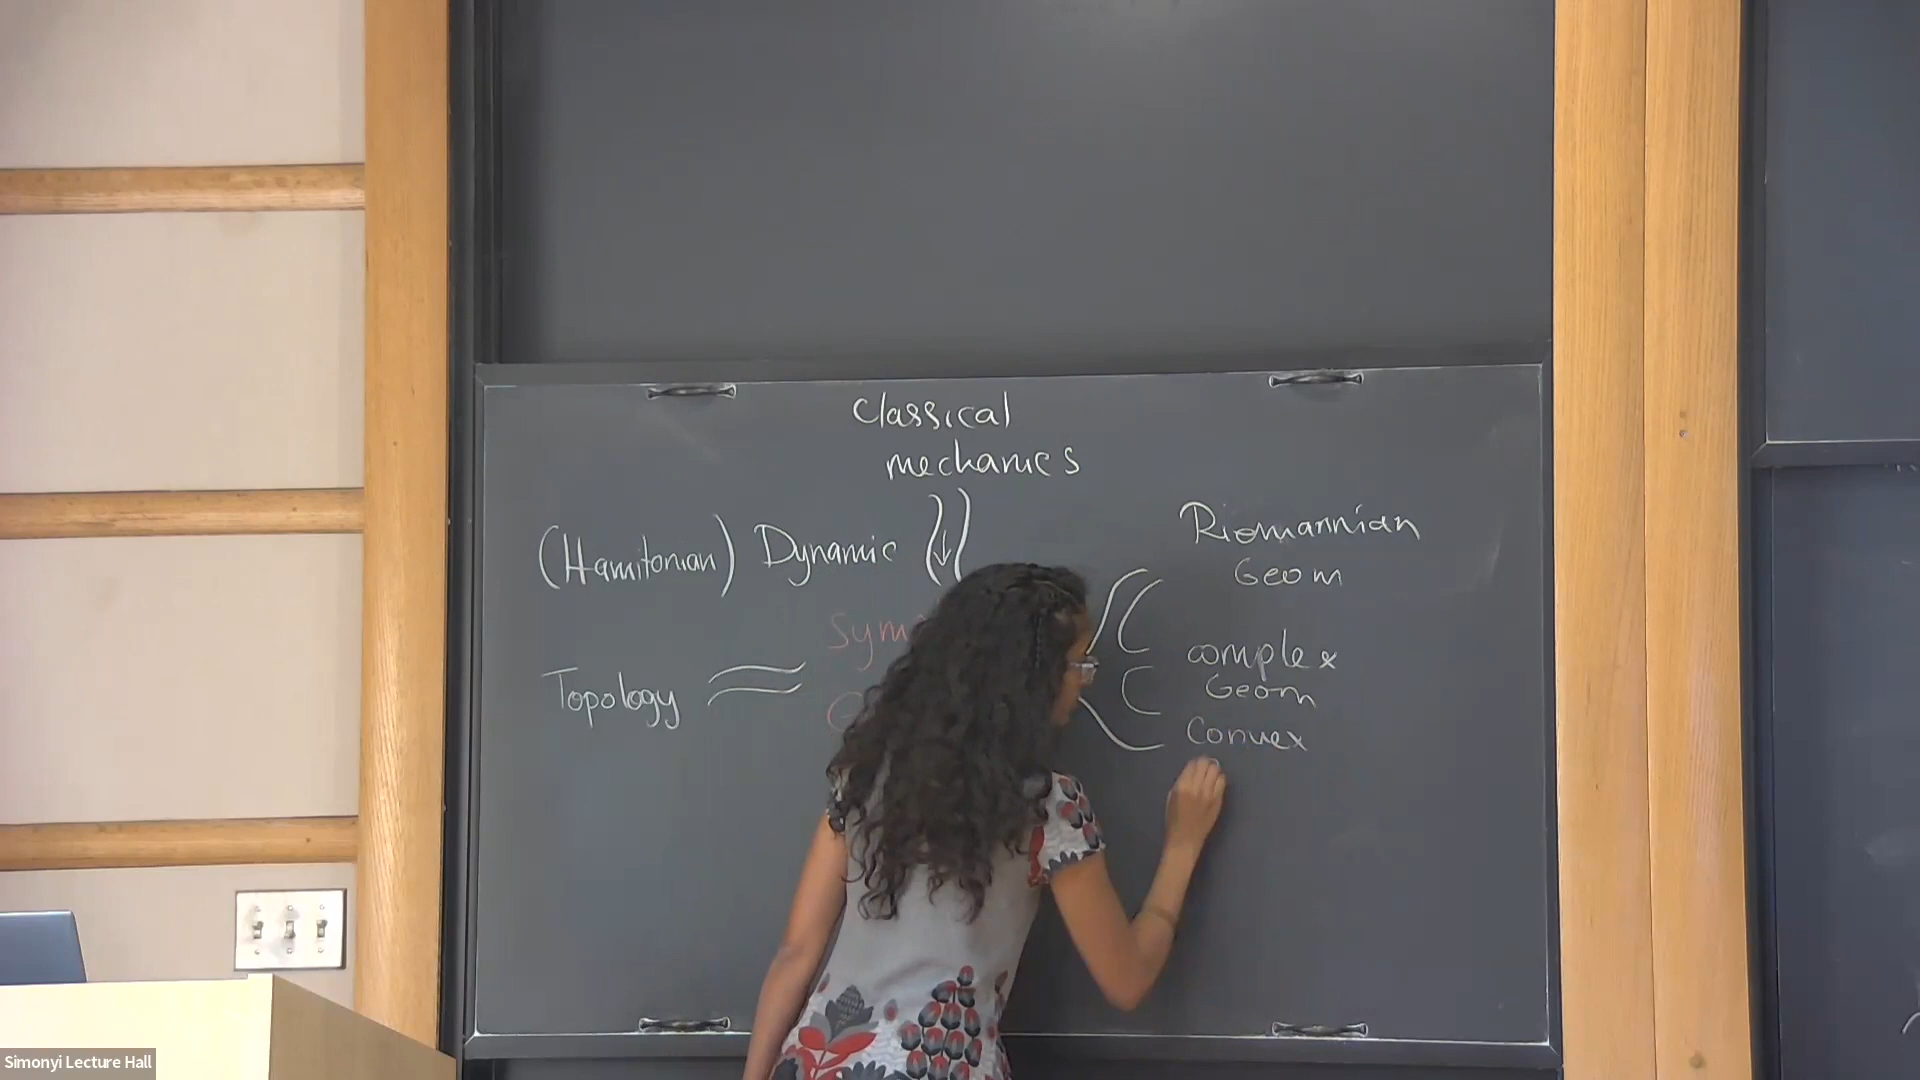 Classical
mechanics
(Hamitonian) Dynamic
Riemannian
Geom
Topology
complex
Geom
Convex
Simonyi Lecture Hall